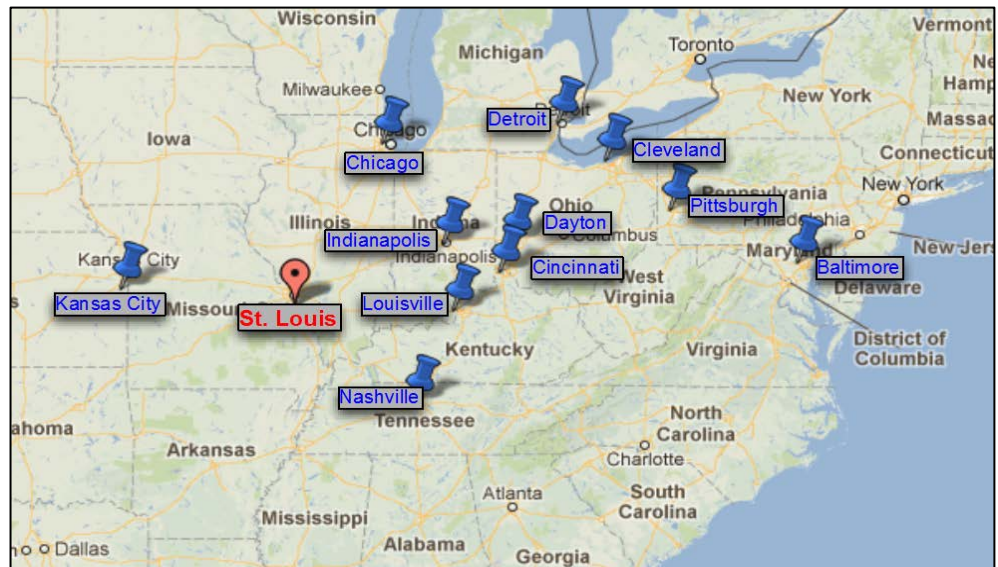 Wisconsin
Vermont
Michigan
Toronto
Milwaukee
New York
Massac
Detroit
Iowa
Chicago
Cleveland
Connecticut
Pennsylvania
New York
Pittsburgh
Philadelphia
Illinois
Indiana
Ohio
Dayton
Columbus
Indianapolis
Indianapolis
Maryland
New Jers
Kansas City
Cincinnati
Baltimore
Delaware
West
Virginia
Kansas City
Missouri
St. Louis
Louisville
District of
Columbia
Kentucky
Virginia
Nashville
Tennessee
North
Carolina
ahoma
Arkansas
Charlotte
Atlanta
South
Carolina
Mississippi
Dallas
Alabama
Georgia